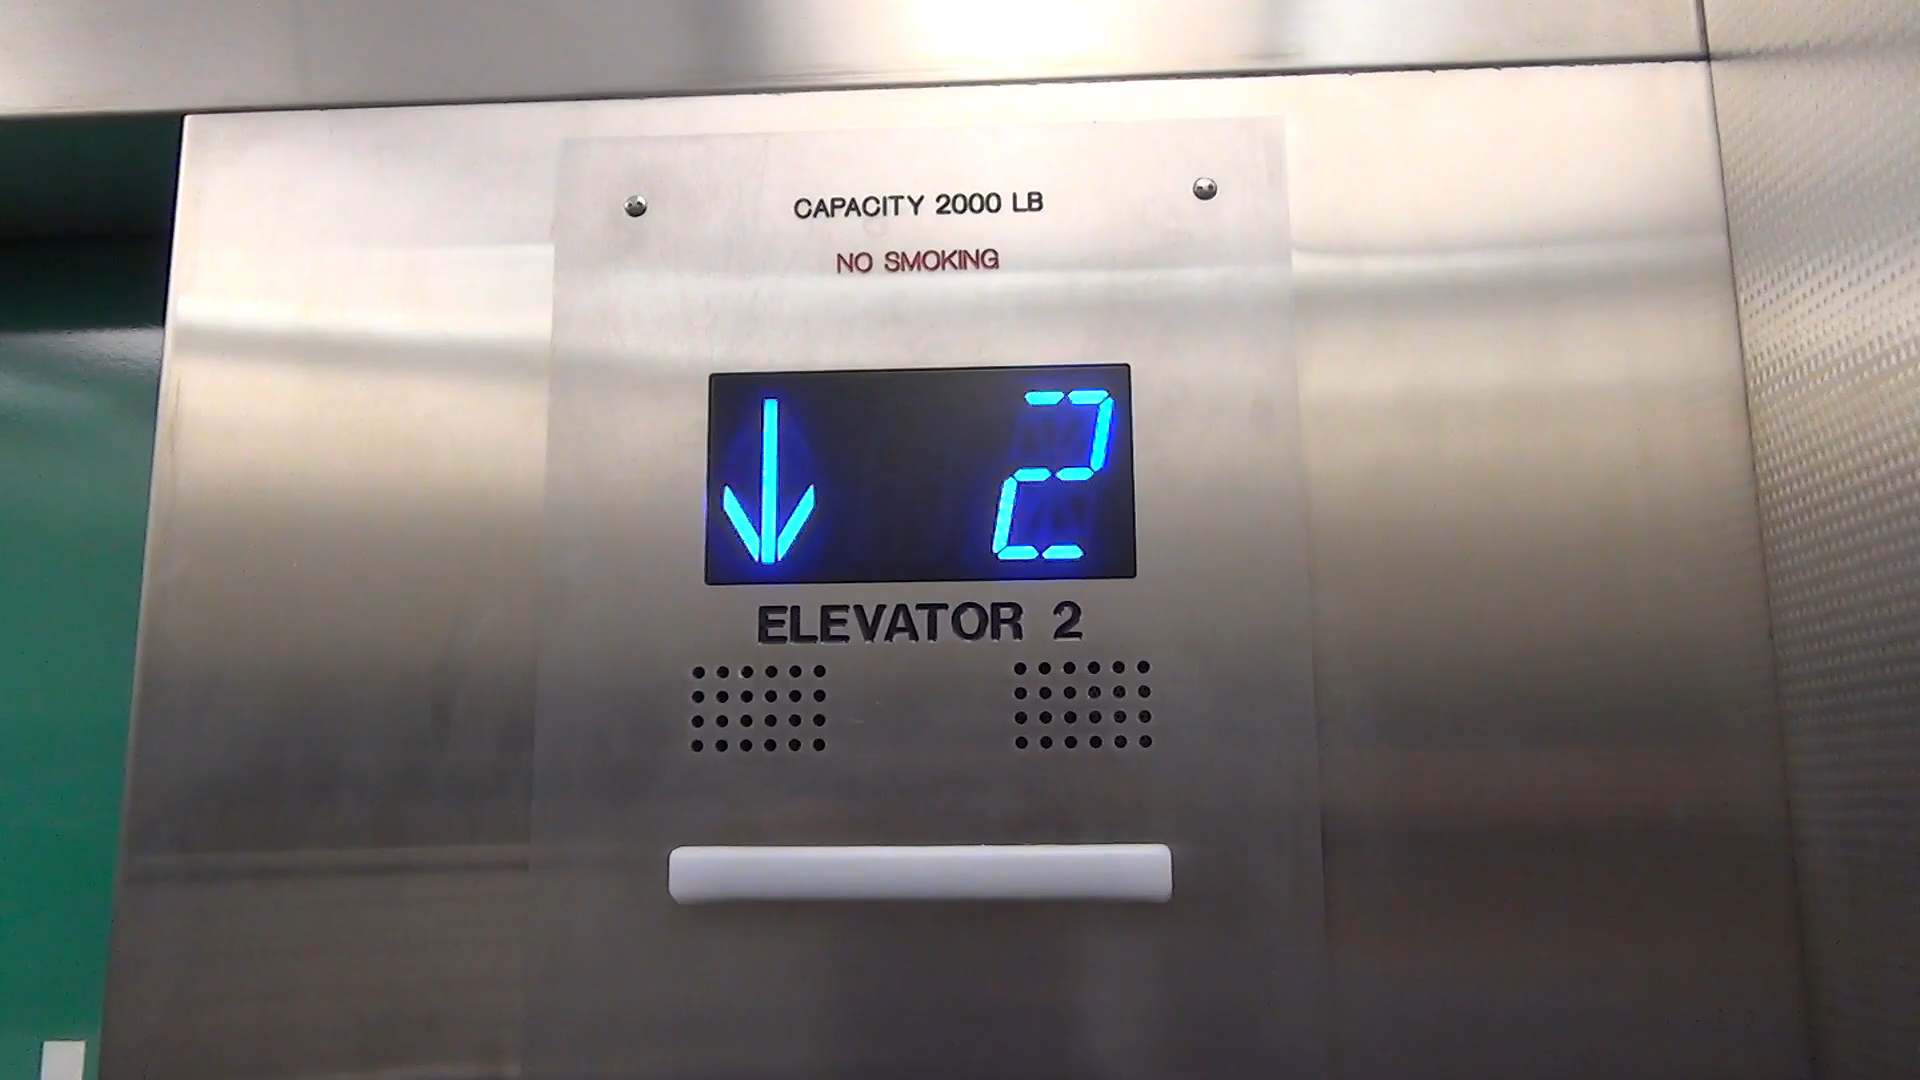 CAPACITY 2000 LB
NO SMOKING
↓ 2
ELEVATOR 2